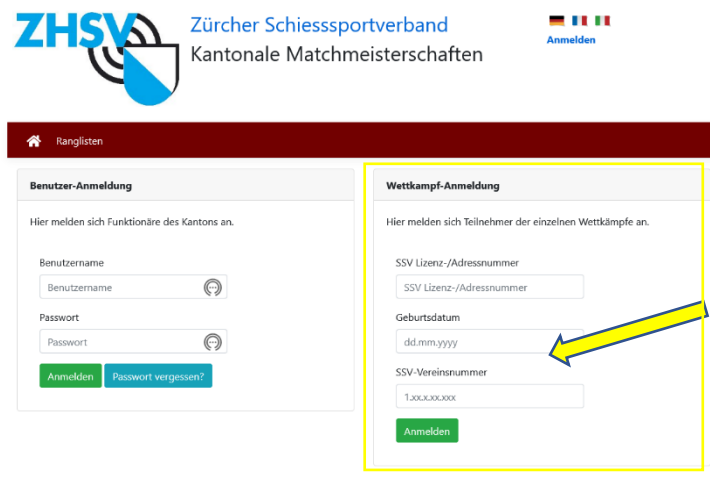 ZHSV
Zürcher Schiesssportverband
Kantonale Matchmeisterschaften
Anmelden
Ranglisten
Benutzer-Anmeldung
Hier melden sich Funktionäre des Kantons an.
Benutzername
Benutzername
Passwort
Passwort
Anmelden
Passwort vergessen?
Wettkampf-Anmeldung
Hier melden sich Teilnehmer der einzelnen Wettkämpfe an.
SSV Lizenz-/Adressnummer
SSV Lizenz-/Adressnummer
Geburtsdatum
dd.mm.yyyy
SSV-Vereinsnummer
1.xx.x.xx.xxx
Anmelden